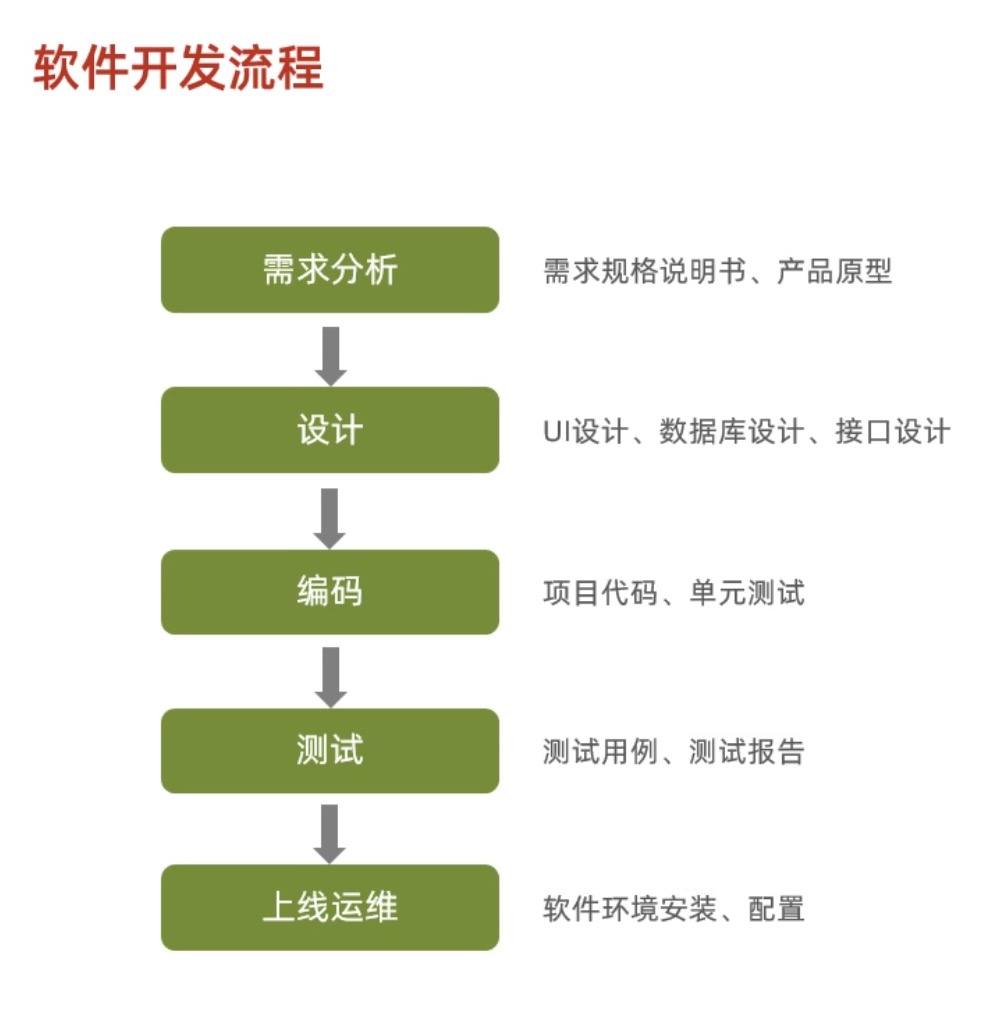 软件开发流程
需求分析
需求规格说明书、产品原型
设计
UI设计、数据库设计、接口设计
编码
项目代码、单元测试
测试
测试用例、测试报告
上线运维
软件环境安装、配置